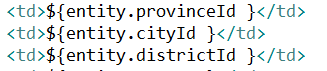 <td>${entity.provinceId }</td>
<td>${entity.cityId }</td>
<td>${entity.districtId }</td>